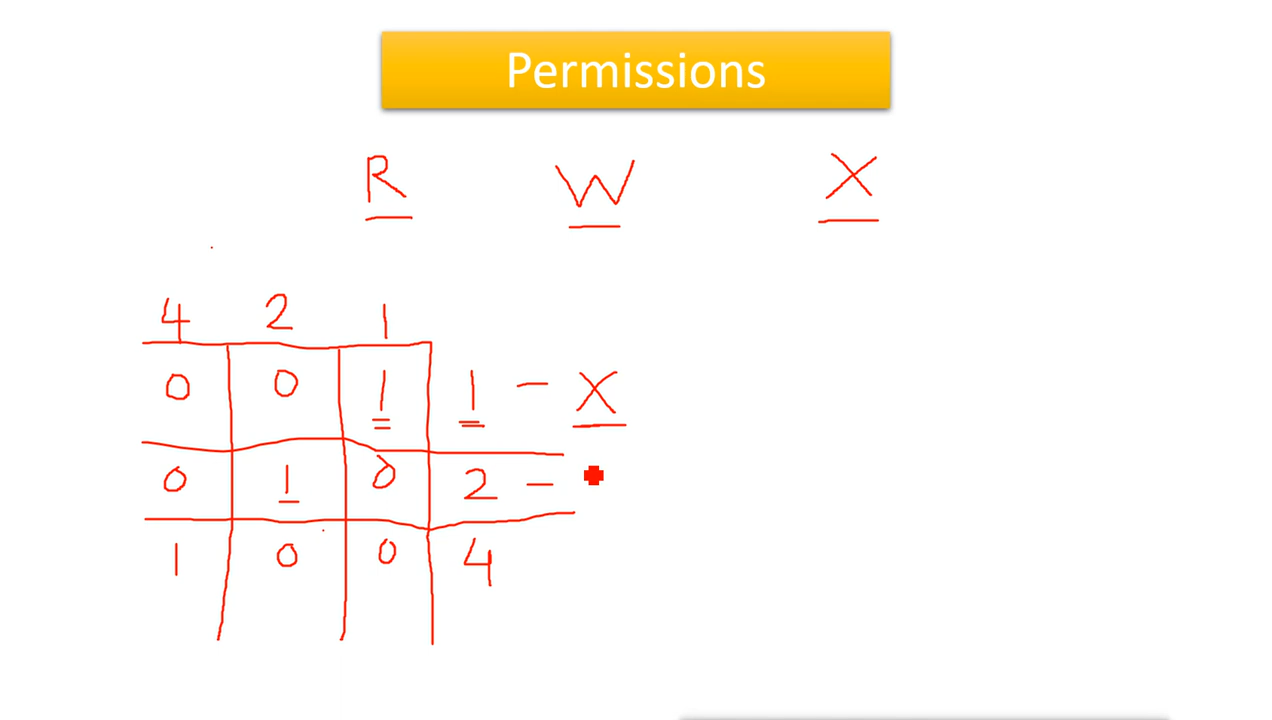 Permissions
R W X
4 2 1
0 0 1 1 - X
0 1 0 2 -
1 0 0 4